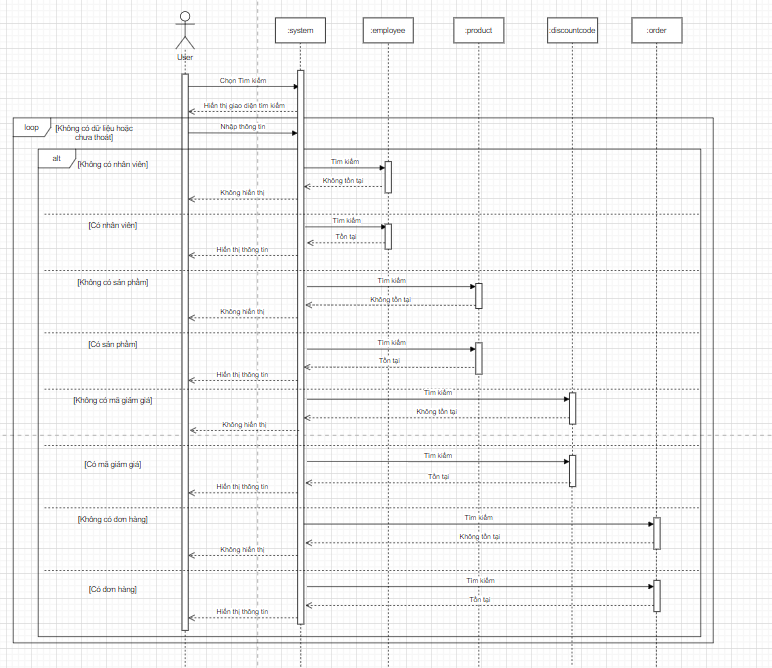 :system
:employee
:product
:discountcode
:order
User
Chọn Tìm kiếm
Hiển thị giao diện tìm kiếm
loop
[Không có dữ liệu hoặc
chưa thoát]
Nhập thông tin
alt
[Không có nhân viên]
Tìm kiếm
Không tồn tại
Không hiển thị
[Có nhân viên]
Tìm kiếm
Tồn tại
Hiển thị thông tin
[Không có sản phẩm]
Tìm kiếm
Không tồn tại
Không hiển thị
[Có sản phẩm]
Tìm kiếm
Tồn tại
Hiển thị thông tin
[Không có mã giảm giá]
Tìm kiếm
Không tồn tại
Không hiển thị
[Có mã giảm giá]
Tìm kiếm
Tồn tại
Hiển thị thông tin
[Không có đơn hàng]
Tìm kiếm
Không tồn tại
Không hiển thị
[Có đơn hàng]
Tìm kiếm
Tồn tại
Hiển thị thông tin